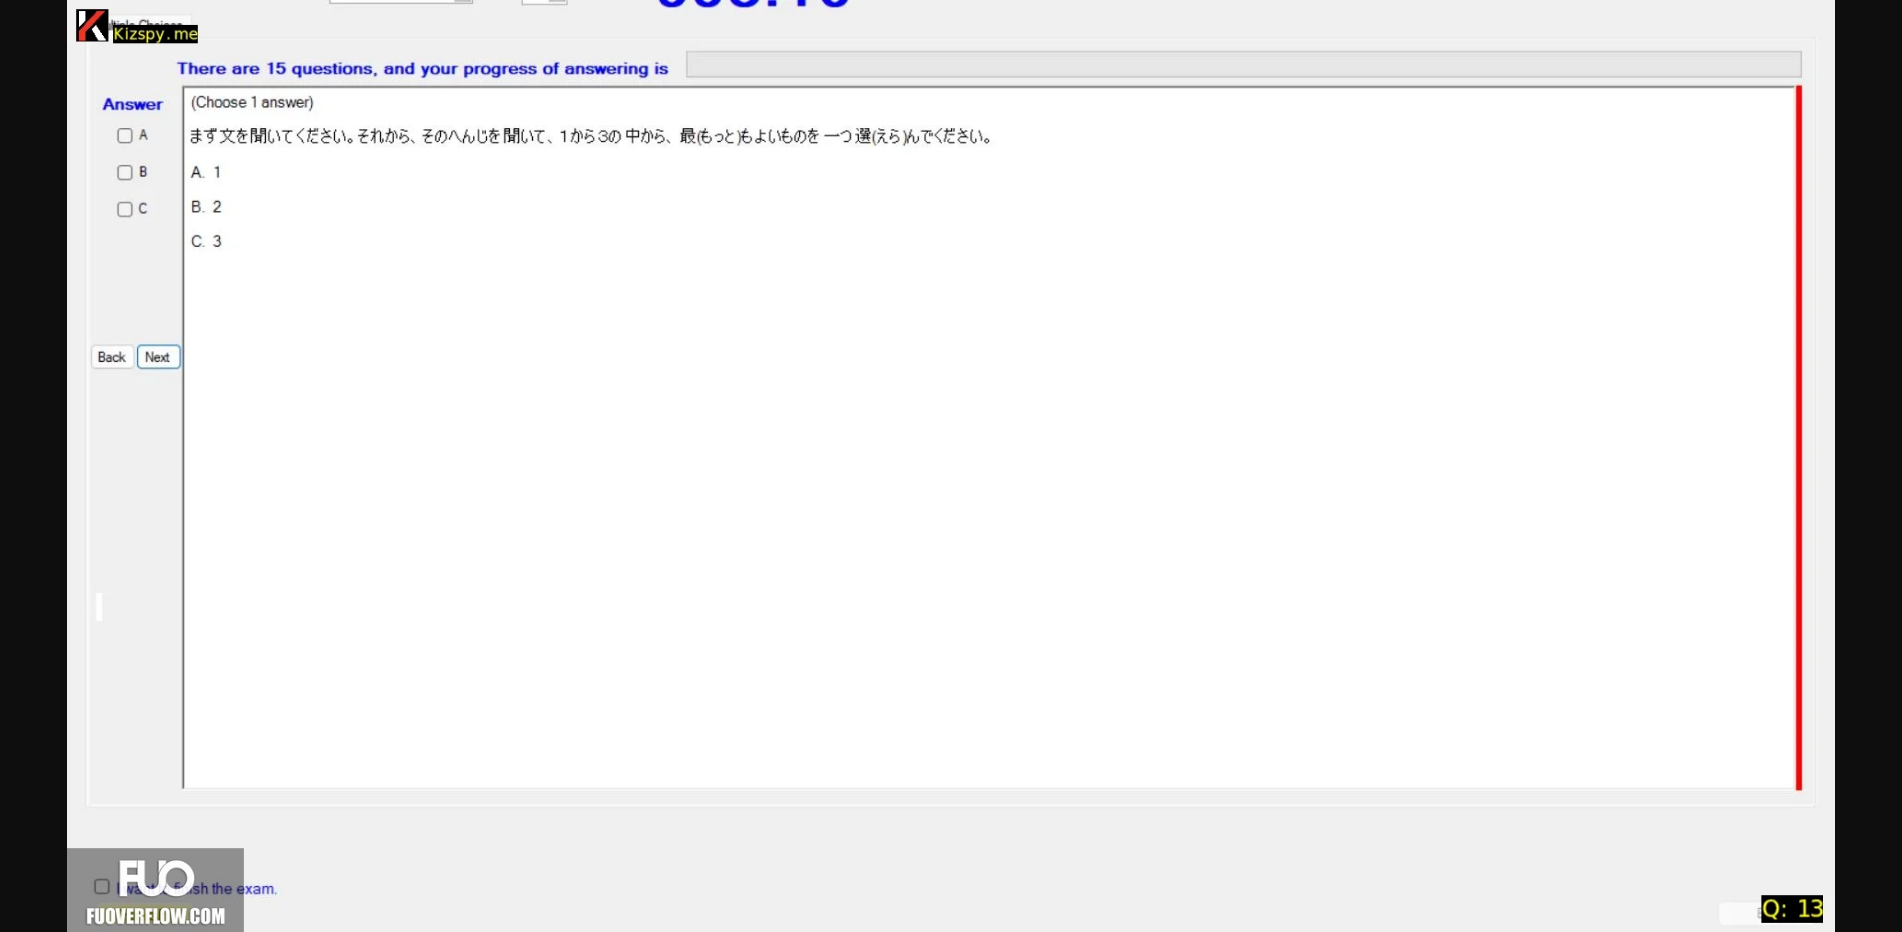 Kizspy.me
There are 15 questions, and your progress of answering is
Answer
(Choose 1 answer)
A
まず文を聞いてください。それから、そのへんじを聞いて、1から3の中から、最(もっと)もよいものを一つ選(えら)んでください。
B
A. 1
C
B. 2
C. 3
Back
Next
FUO
finish the exam.
FUOVERFLOW.COM
Q: 13